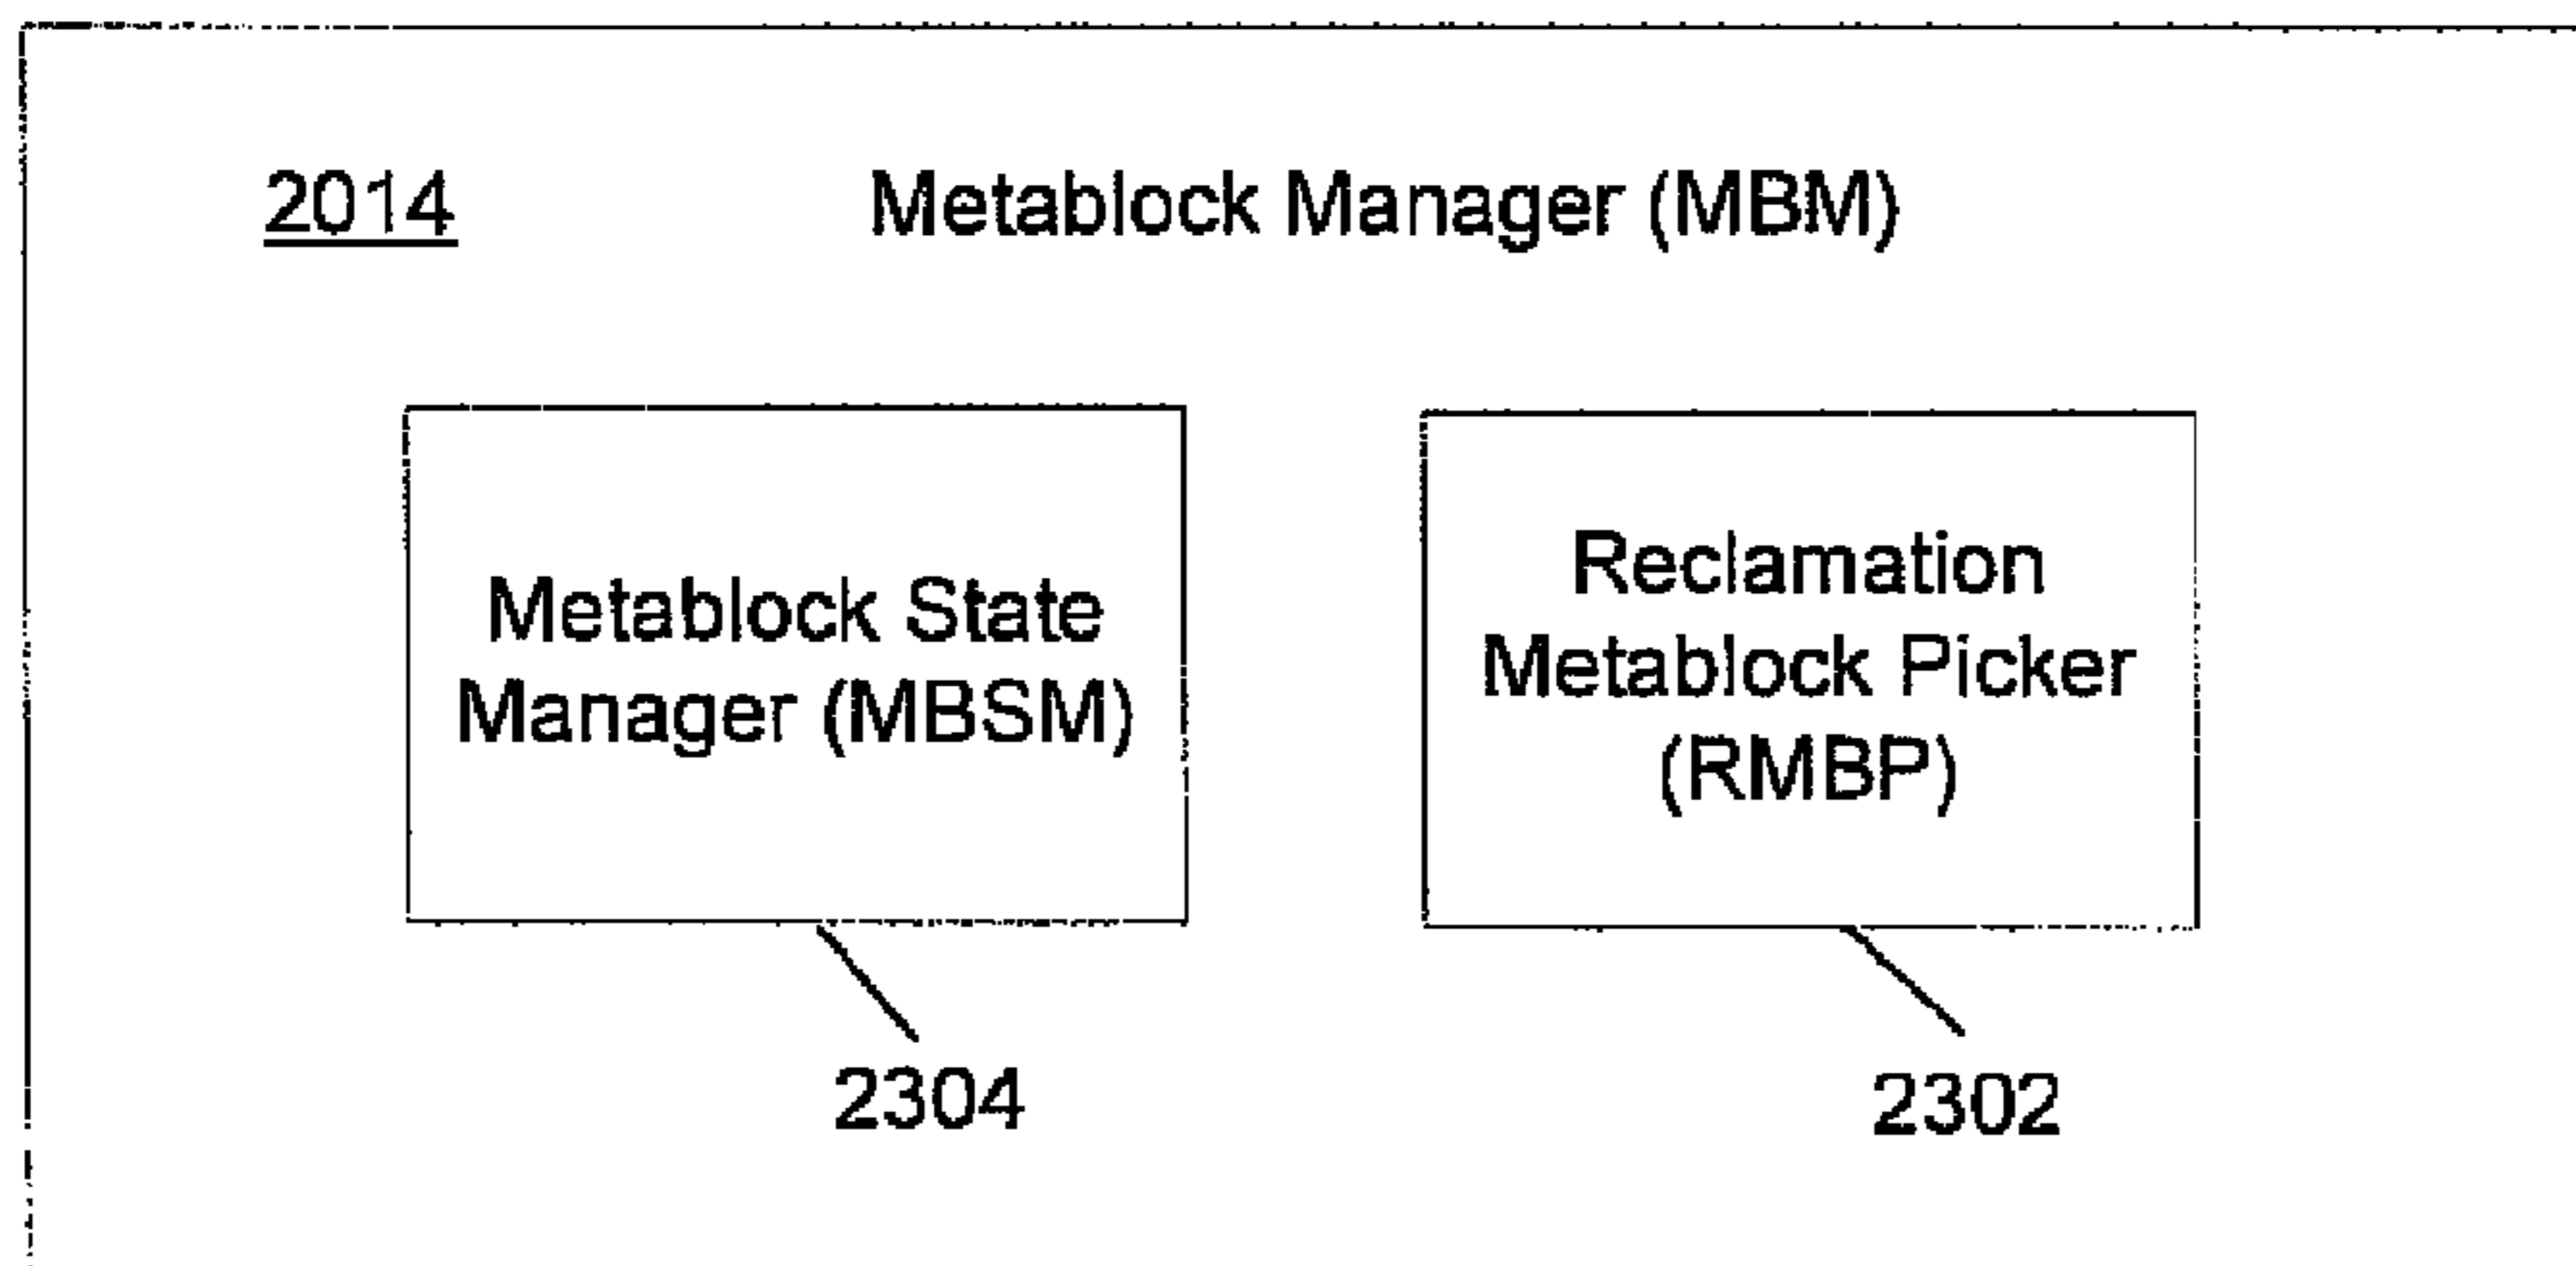 2014
Metablock Manager (MBM)
Metablock State
Manager (MBSM)
Reclamation
Metablock Picker
(RMBP)
2304
2302